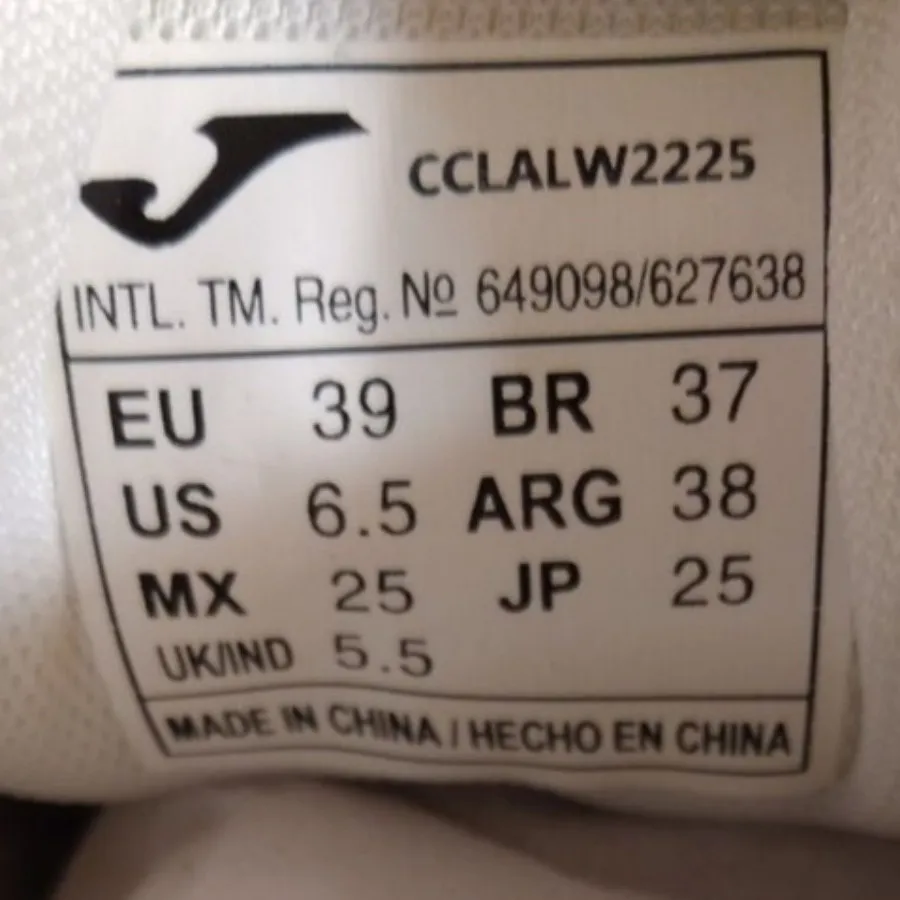 CCLALW2225
INTL. TM. Reg. Nº 649098/627638
EU 39 BR 37
US 6.5 ARG 38
MX 25 JP 25
UK/IND 5.5
MADE IN CHINA / HECHO EN CHINA